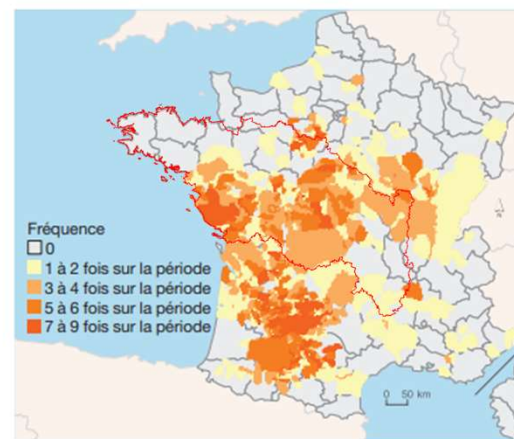 Fréquence
0
1 à 2 fois sur la période
3 à 4 fois sur la période
5 à 6 fois sur la période
7 à 9 fois sur la période
0 50 km